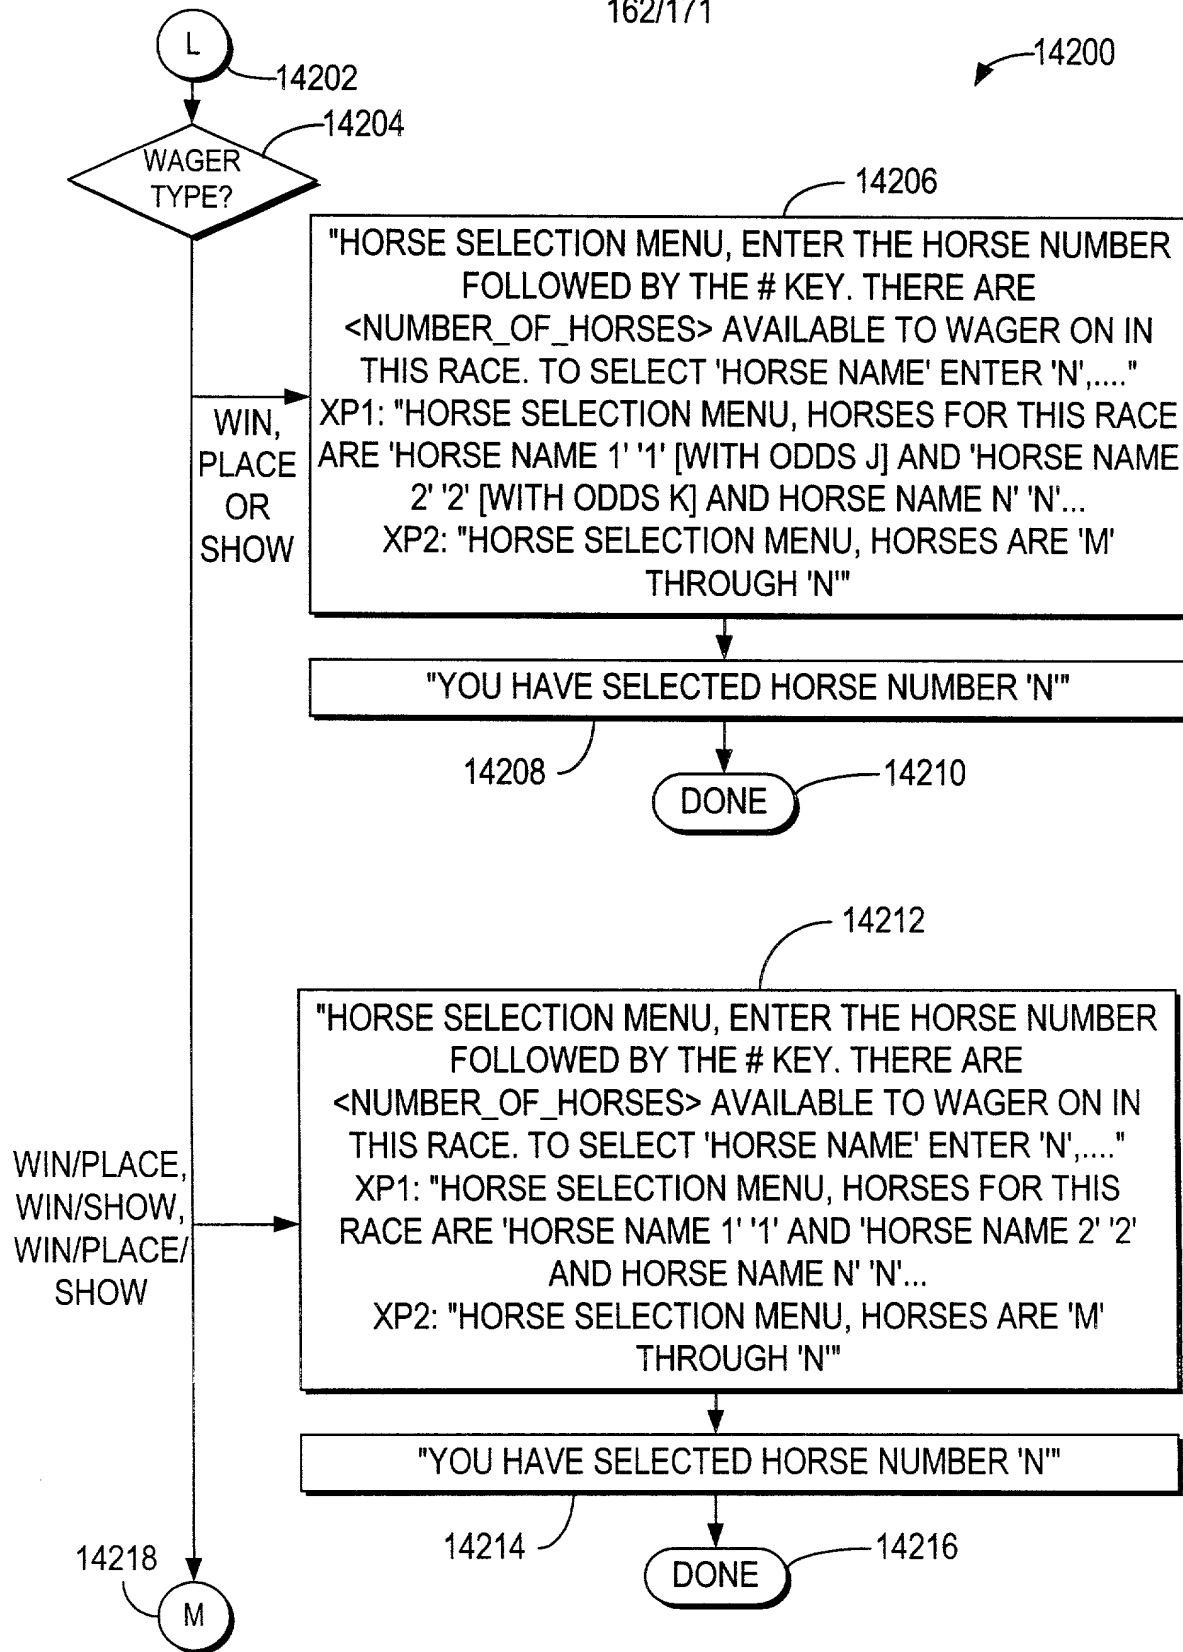 162/171
L
14202
14200
14204
WAGER
TYPE?
14206
"HORSE SELECTION MENU, ENTER THE HORSE NUMBER
FOLLOWED BY THE # KEY. THERE ARE
<NUMBER_OF_HORSES> AVAILABLE TO WAGER ON IN
THIS RACE. TO SELECT 'HORSE NAME' ENTER 'N',...."
XP1: "HORSE SELECTION MENU, HORSES FOR THIS RACE
ARE 'HORSE NAME 1' '1' [WITH ODDS J] AND 'HORSE NAME
2' '2' [WITH ODDS K] AND HORSE NAME N' 'N'...
XP2: "HORSE SELECTION MENU, HORSES ARE 'M'
THROUGH 'N'"
WIN,
PLACE
OR
SHOW
"YOU HAVE SELECTED HORSE NUMBER 'N'"
14208
14210
DONE
14212
"HORSE SELECTION MENU, ENTER THE HORSE NUMBER
FOLLOWED BY THE # KEY. THERE ARE
<NUMBER_OF_HORSES> AVAILABLE TO WAGER ON IN
THIS RACE. TO SELECT 'HORSE NAME' ENTER 'N',...."
XP1: "HORSE SELECTION MENU, HORSES FOR THIS
RACE ARE 'HORSE NAME 1' '1' AND 'HORSE NAME 2' '2'
AND HORSE NAME N' 'N'...
XP2: "HORSE SELECTION MENU, HORSES ARE 'M'
THROUGH 'N'"
WIN/PLACE,
WIN/SHOW,
WIN/PLACE/
SHOW
"YOU HAVE SELECTED HORSE NUMBER 'N'"
14214
14216
DONE
14218
M